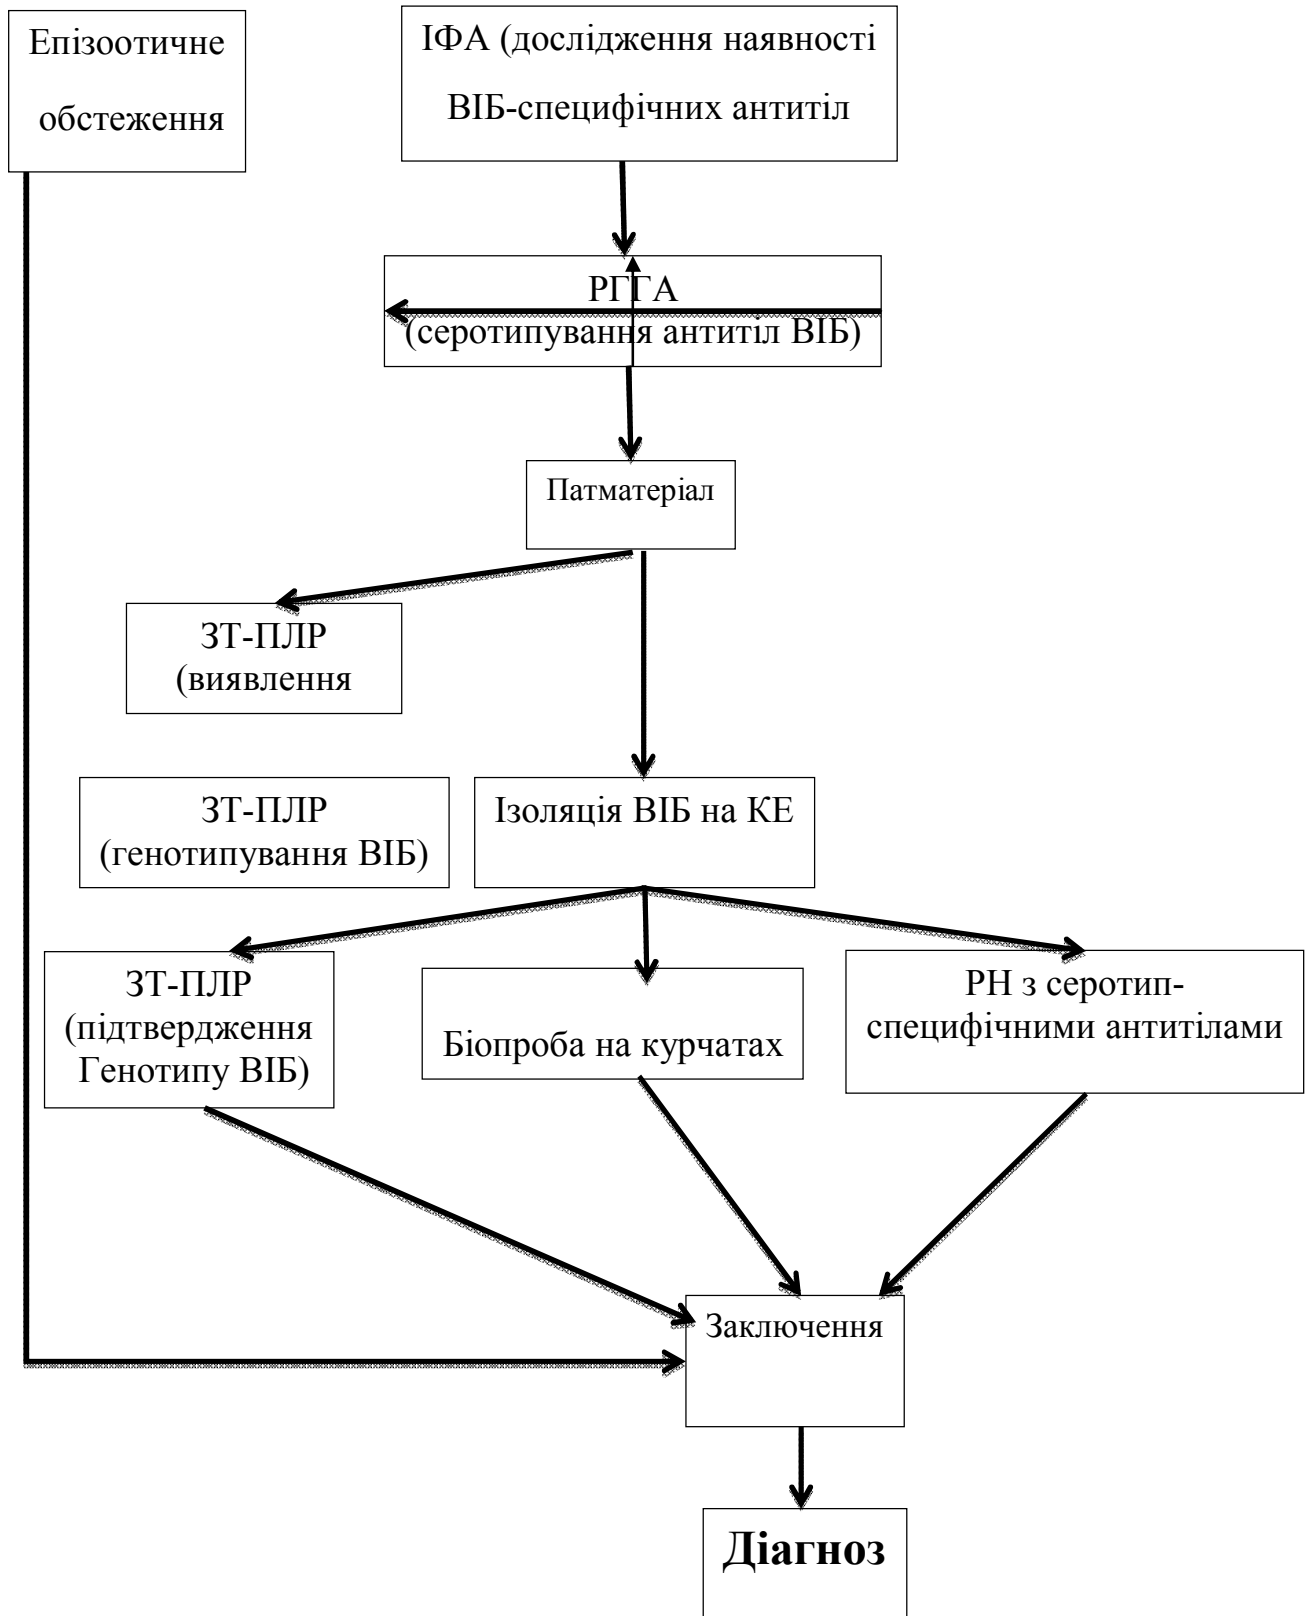 Епізоотичне
обстеження
ІФА (дослідження наявності
ВІБ-специфічних антитіл
РГГА
(серотипування антитіл ВІБ)
Патматеріал
ЗТ-ПЛР
(виявлення
ЗТ-ПЛР
(генотипування ВІБ)
Ізоляція ВІБ на КЕ
ЗТ-ПЛР
(підтвердження
Генотипу ВІБ)
Біопроба на курчатах
РН з серотип-
специфічними антитілами
Заключення
Діагноз